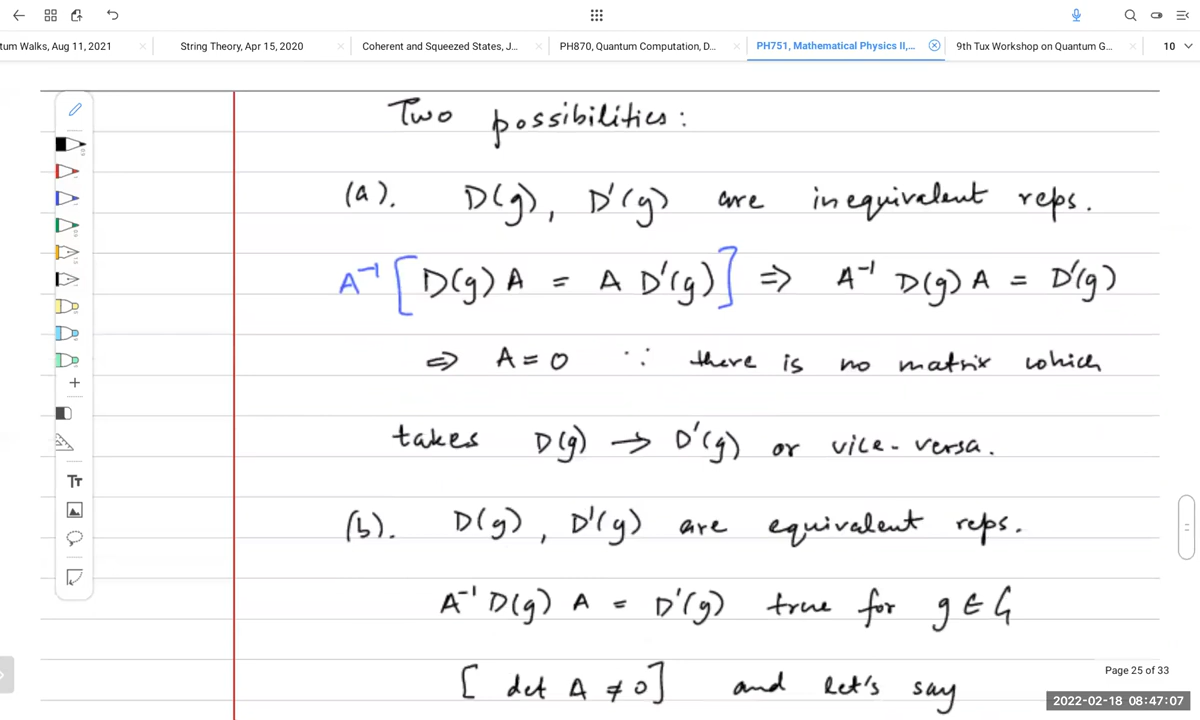 tum Walks, Aug 11, 2021 String Theory, Apr 15, 2020 Coherent and Squeezed States, J... PH870, Quantum Computation, D... PH751, Mathematical Physics II,... 9th Tux Workshop on Quantum G... 10
Two possibilities:
(a). D(g), D'(g) are inequivalent reps.
A⁻¹ [D(g) A = A D'(g)] ⇒ A⁻¹ D(g) A = D'(g)
⇒ A = 0 ∵ there is no matrix which
takes D(g) → D'(g) or vice-versa.
(b). D(g), D'(g) are equivalent reps.
A⁻¹ D(g) A = D'(g) true for g ∈ G
[det A ≠ 0] and let's say
Tт
Page 25 of 33
2022-02-18 08:47:07